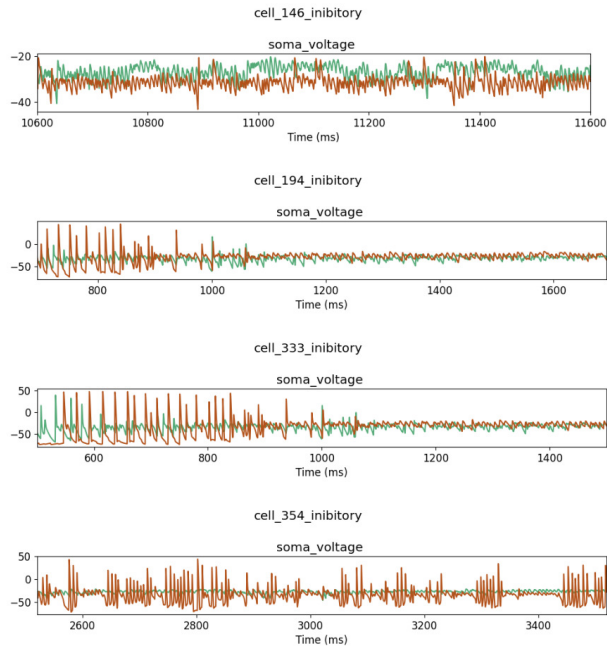 cell_146_inibitory
soma_voltage
−20
−40
10600 10800 11000 11200 11400 11600
Time (ms)
cell_194_inibitory
soma_voltage
0
−50
800 1000 1200 1400 1600
Time (ms)
cell_333_inibitory
soma_voltage
50
0
−50
600 800 1000 1200 1400
Time (ms)
cell_354_inibitory
soma_voltage
50
0
−50
2600 2800 3000 3200 3400
Time (ms)